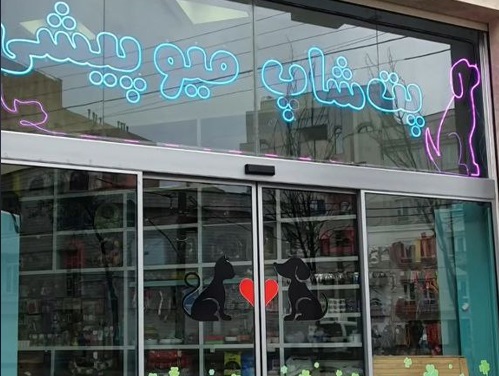 پت شاپ میو پیشی